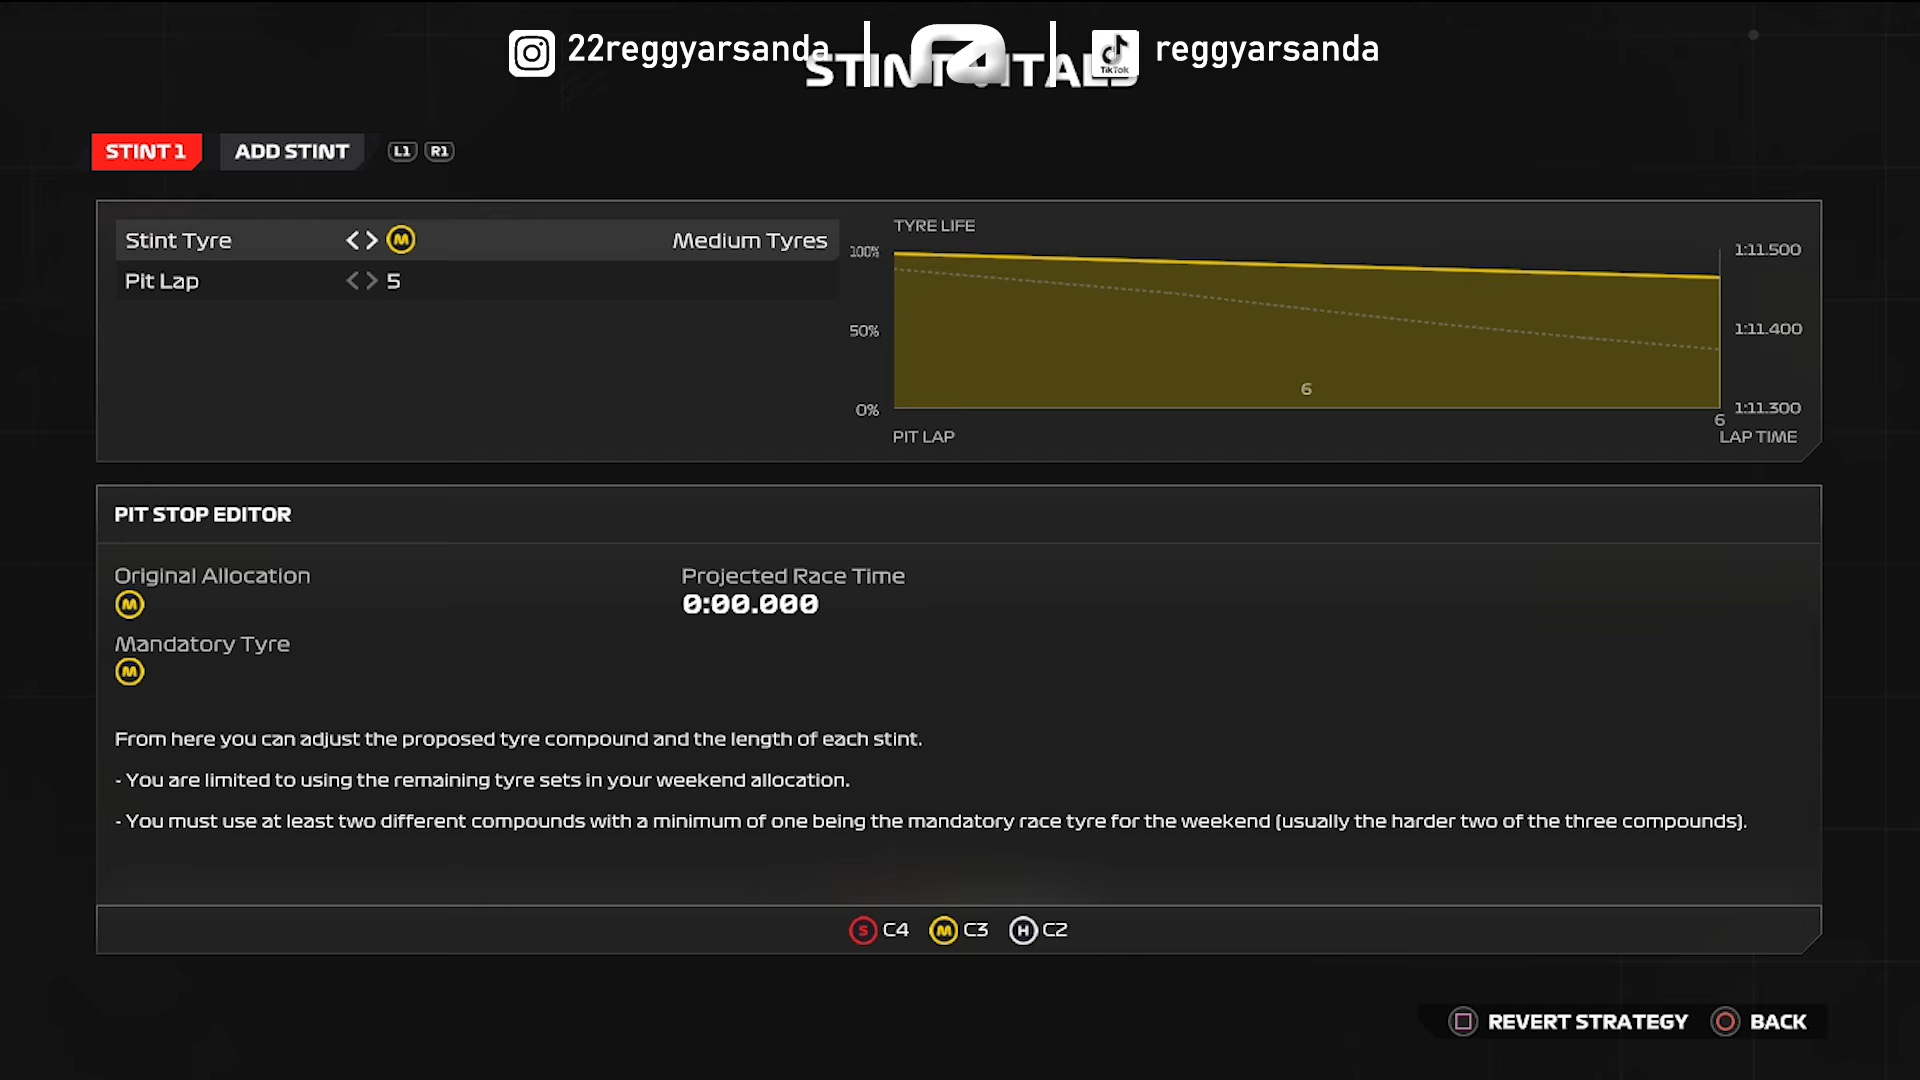 22reggyarsanda
TikTok
reggyarsanda
STINT 1
ADD STINT
L1
R1
Stint Tyre
M
Medium Tyres
Pit Lap
5
TYRE LIFE
100%
50%
0%
6
6
1:11.500
1:11.400
1:11.300
PIT LAP
LAP TIME
PIT STOP EDITOR
Original Allocation
M
Projected Race Time
0:00.000
Mandatory Tyre
M
From here you can adjust the proposed tyre compound and the length of each stint.
- You are limited to using the remaining tyre sets in your weekend allocation.
- You must use at least two different compounds with a minimum of one being the mandatory race tyre for the weekend (usually the harder two of the three compounds).
S C4 M C3 H C2
REVERT STRATEGY
BACK